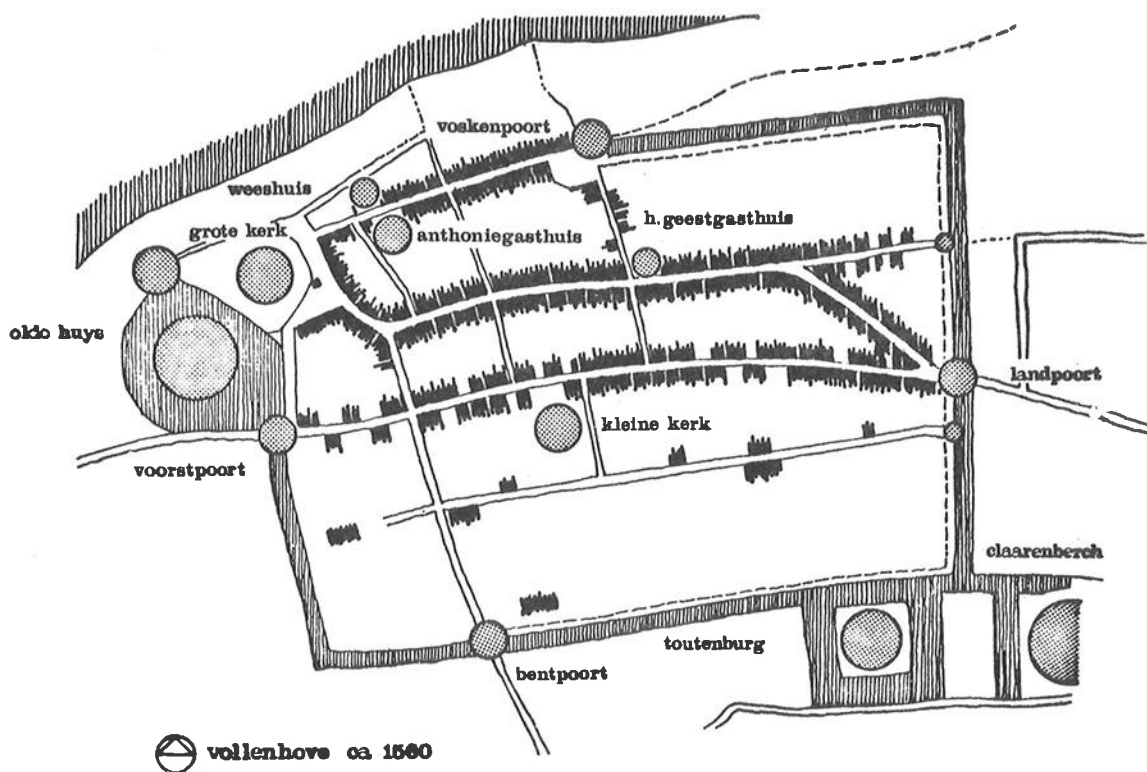 voskenpoort
weeshuis
grote kerk
anthoniegasthuis
h. geestgasthuis
oldo huys
landpoort
kleine kerk
voorstpoort
claarenberch
toutenburg
bentpoort
vollenhove ca 1560